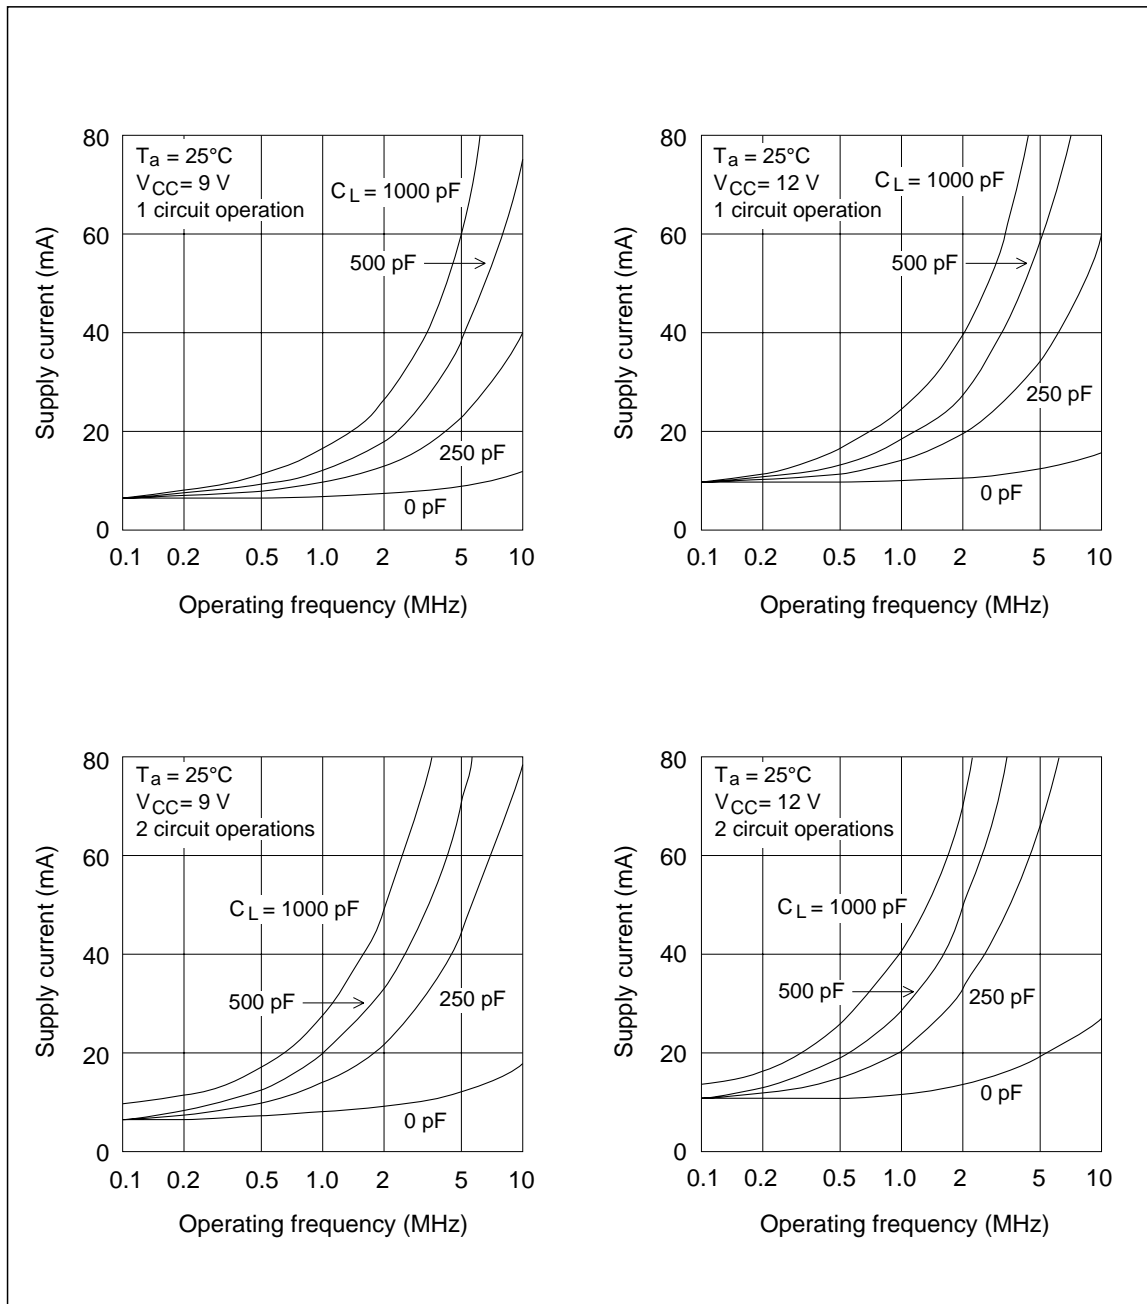 80
60
40
20
0
Supply current (mA)
Ta = 25°C
VCC = 9 V
1 circuit operation
CL = 1000 pF
500 pF
250 pF
0 pF
0.1 0.2 0.5 1.0 2 5 10
Operating frequency (MHz)
80
60
40
20
0
Supply current (mA)
Ta = 25°C
VCC = 12 V
1 circuit operation
CL = 1000 pF
500 pF
250 pF
0 pF
0.1 0.2 0.5 1.0 2 5 10
Operating frequency (MHz)
80
60
40
20
0
Supply current (mA)
Ta = 25°C
VCC = 9 V
2 circuit operations
CL = 1000 pF
500 pF
250 pF
0 pF
0.1 0.2 0.5 1.0 2 5 10
Operating frequency (MHz)
80
60
40
20
0
Supply current (mA)
Ta = 25°C
VCC = 12 V
2 circuit operations
CL = 1000 pF
500 pF
250 pF
0 pF
0.1 0.2 0.5 1.0 2 5 10
Operating frequency (MHz)